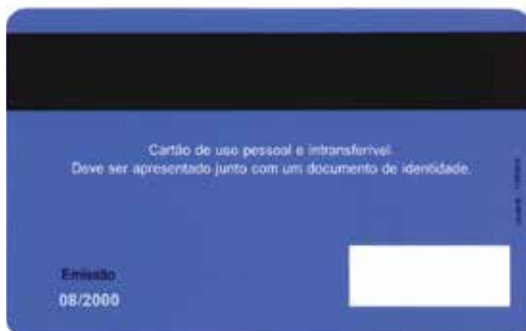 Cartão de uso pessoal e intransferível.
Deve ser apresentado junto com um documento de identidade.
Emissão
08/2000